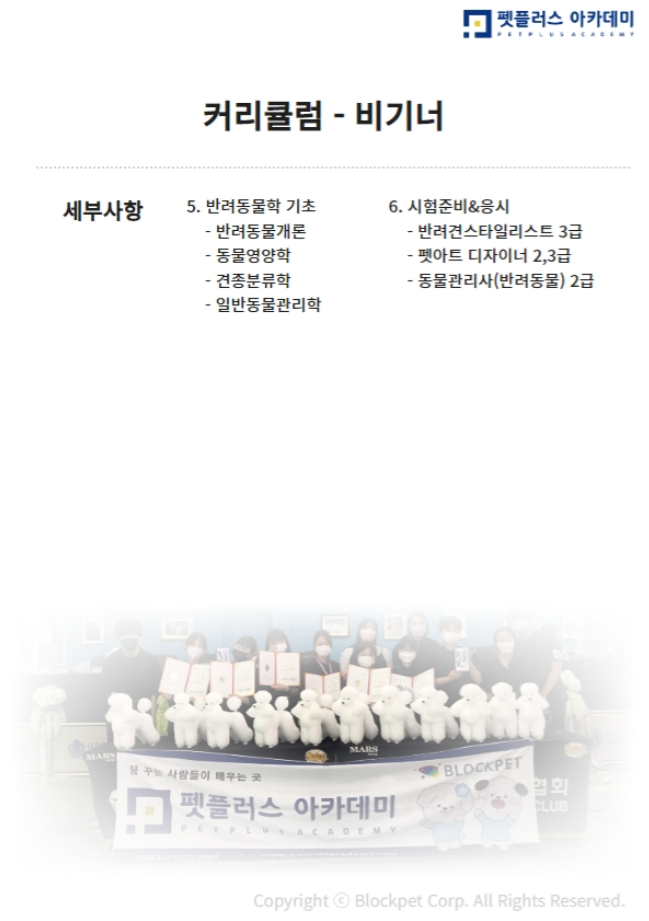 펫플러스 아카데미
PETPLUS ACADEMY
커리큘럼 - 비기너
세부사항
5. 반려동물학 기초
- 반려동물개론
- 동물영양학
- 견종분류학
- 일반동물관리학
6. 시험준비&응시
- 반려견스타일리스트 3급
- 펫아트 디자이너 2,3급
- 동물관리사(반려동물) 2급
MARS
MARS
꿈 꾸는 사람들이 배우는 곳
BLOCKPET
펫플러스 아카데미
PETPLUS ACADEMY
협회
CLUB
Copyright ⓒ Blockpet Corp. All Rights Reserved.